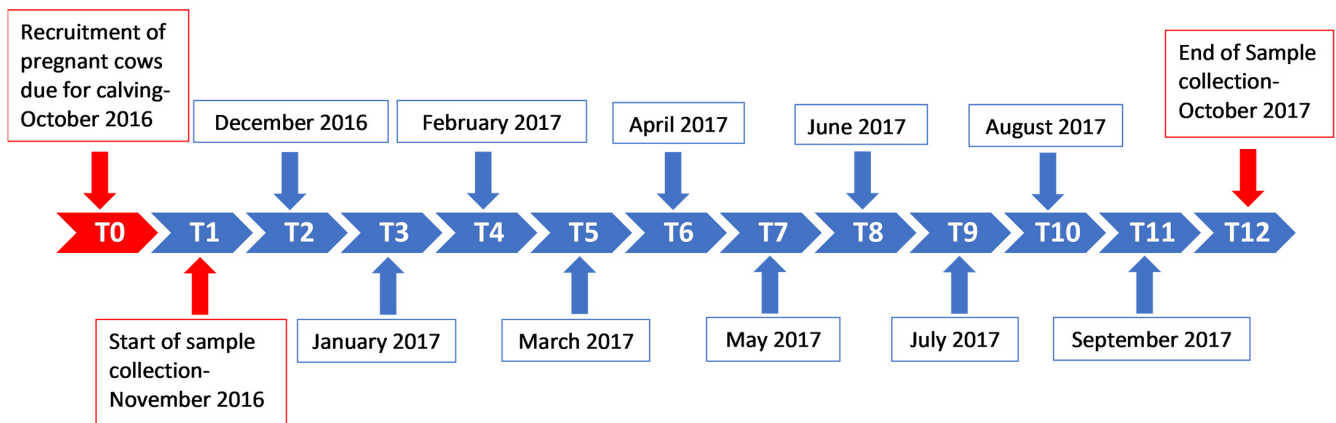 Recruitment of
pregnant cows
due for calving-
October 2016
December 2016
February 2017
April 2017
June 2017
August 2017
End of Sample
collection-
October 2017
T0
T1
T2
T3
T4
T5
T6
T7
T8
T9
T10
T11
T12
Start of sample
collection-
November 2016
January 2017
March 2017
May 2017
July 2017
September 2017